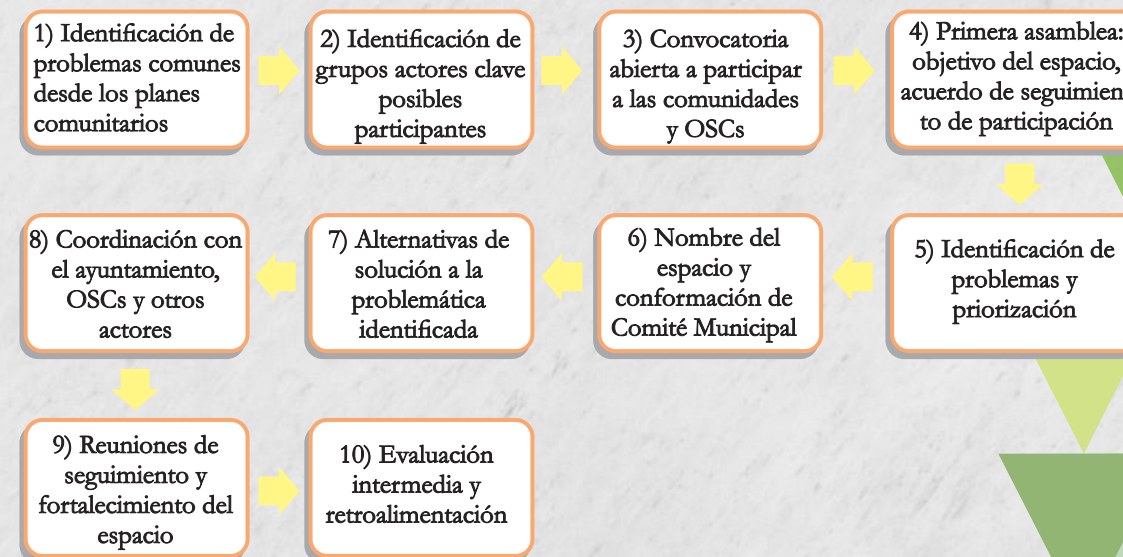 1) Identificación de
problemas comunes
desde los planes
comunitarios
2) Identificación de
grupos actores clave
posibles
participantes
3) Convocatoria
abierta a participar
a las comunidades
y OSCs
4) Primera asamblea:
objetivo del espacio,
acuerdo de seguimien
to de participación
5) Identificación de
problemas y
priorización
6) Nombre del
espacio y
conformación de
Comité Municipal
7) Alternativas de
solución a la
problemática
identificada
8) Coordinación con
el ayuntamiento,
OSCs y otros
actores
9) Reuniones de
seguimiento y
fortalecimiento del
espacio
10) Evaluación
intermedia y
retroalimentación